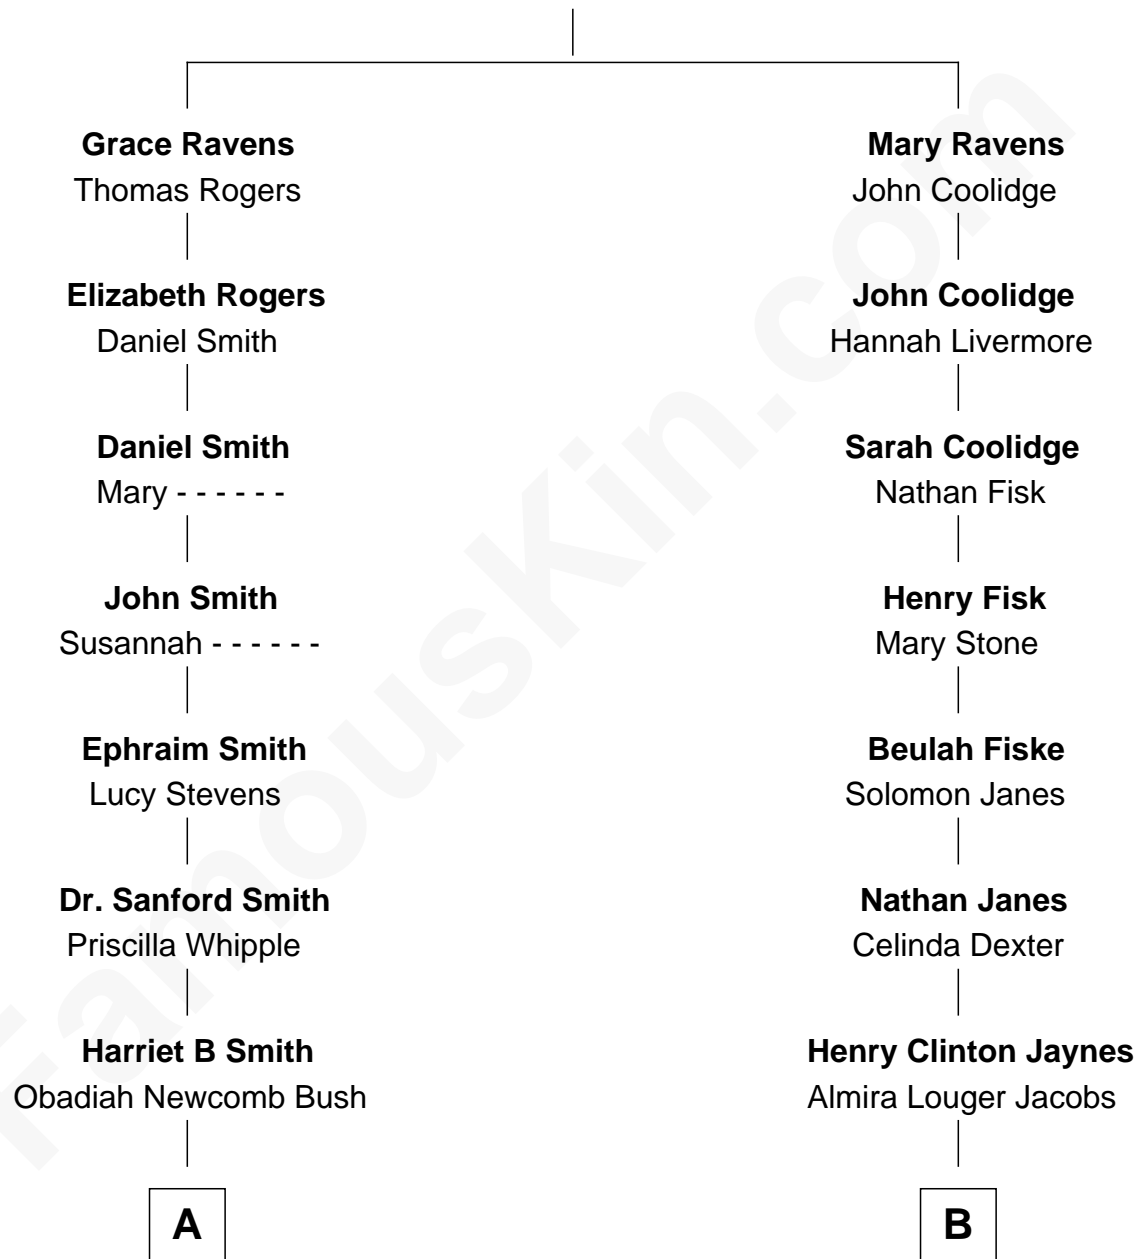 Grace Ravens
Thomas Rogers
Mary Ravens
John Coolidge
Elizabeth Rogers
Daniel Smith
John Coolidge
Hannah Livermore
Daniel Smith
Mary - - - - - -
Sarah Coolidge
Nathan Fisk
John Smith
Susannah - - - - - -
Henry Fisk
Mary Stone
Ephraim Smith
Lucy Stevens
Beulah Fiske
Solomon Janes
Dr. Sanford Smith
Priscilla Whipple
Nathan Janes
Celinda Dexter
Harriet B Smith
Obadiah Newcomb Bush
Henry Clinton Jaynes
Almira Louger Jacobs
A
B
FamousKin.com